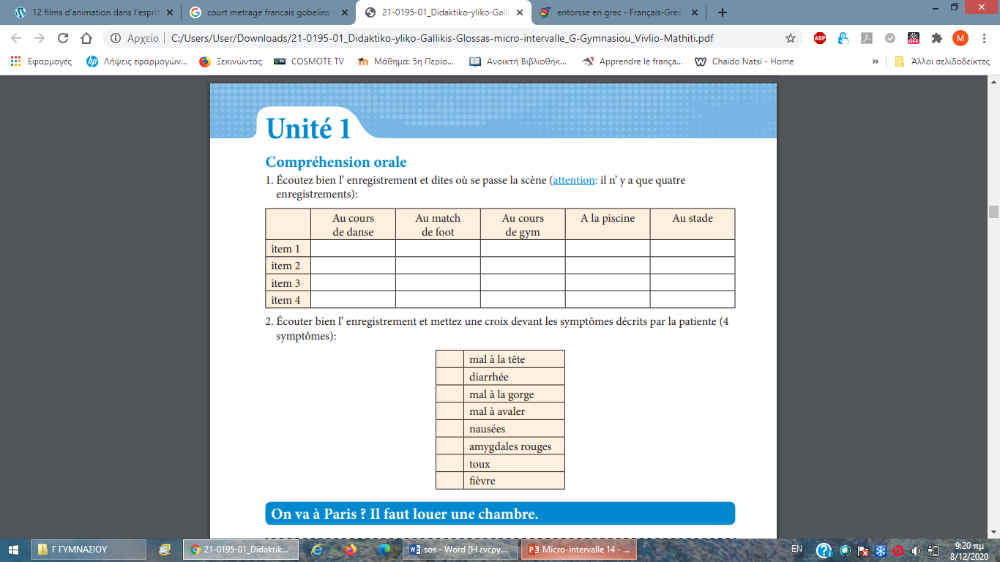 12 films d'animation dans l'esprit
court metrage francais gobelins
21-0195-01_Didaktiko-yliko-Galli
entorsse en grec - Français-Grec
Αρχείο | C:/Users/User/Downloads/21-0195-01_Didaktiko-yliko-Gallikis-Glossas-micro-intervalle_G-Gymnasiou_Vivlio-Mathiti.pdf
ABP
OFF
M
Εφαρμογές
Λήψεις εφαρμογών...
Ξεκινώντας
COSMOTE TV
Μάθημα: 5η Περίο...
Ανοικτή Βιβλιοθήκ...
Apprendre le frança...
Chaïdo Natsi - Home
»
Άλλοι σελιδοδείκτες
Unité 1
Compréhension orale
1. Écoutez bien l’ enregistrement et dites où se passe la scène (attention: il n’ y a que quatre
enregistrements):
Au cours de danse
Au match de foot
Au cours de gym
A la piscine
Au stade
item 1
item 2
item 3
item 4
2. Écouter bien l’ enregistrement et mettez une croix devant les symptômes décrits par la patiente (4
symptômes):
mal à la tête
diarrhée
mal à la gorge
mal à avaler
nausées
amygdales rouges
toux
fièvre
On va à Paris ? Il faut louer une chambre.
Γ ΓΥΜΝΑΣΙΟΥ
21-0195-01_Didaktik...
sos - Word (Η ενεργ...
Micro-intervalle 14 - ...
EN
9:20 πμ
8/12/2020